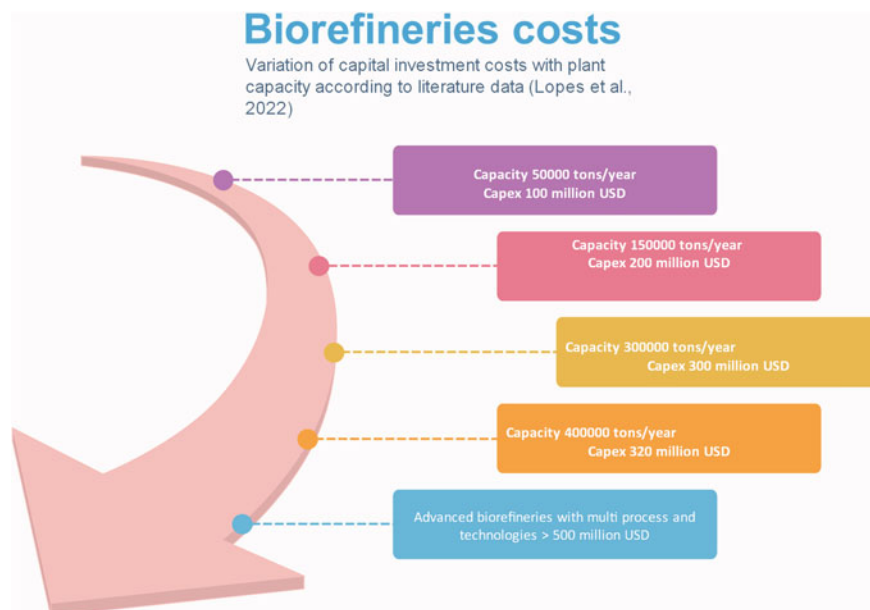 Biorefineries costs
Variation of capital investment costs with plant
capacity according to literature data (Lopes et al.,
2022)
Capacity 50000 tons/year
Capex 100 million USD
Capacity 150000 tons/year
Capex 200 million USD
Capacity 300000 tons/year
Capex 300 million USD
Capacity 400000 tons/year
Capex 320 million USD
Advanced biorefineries with multi process and
technologies > 500 million USD